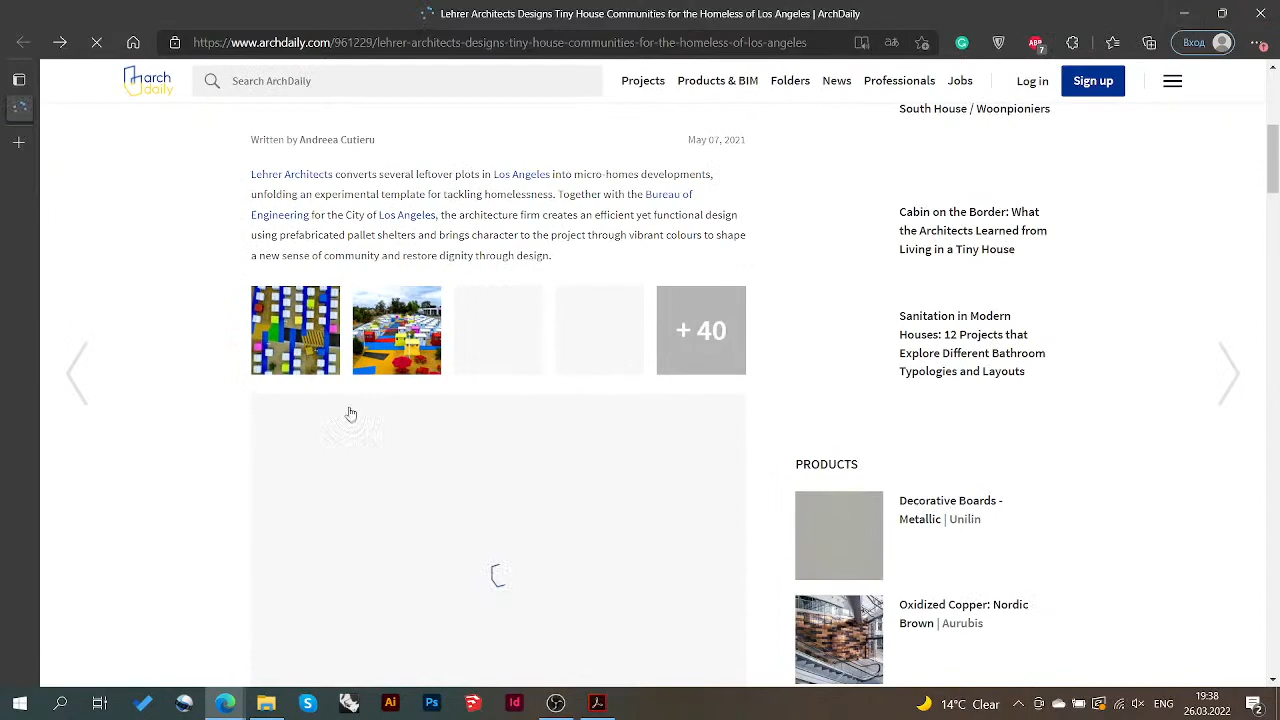 Lehrer Architects Designs Tiny House Communities for the Homeless of Los Angeles | ArchDaily
https://www.archdaily.com/961229/lehrer-architects-designs-tiny-house-communities-for-the-homeless-of-los-angeles
ABP
7
Вход
arch
daily
Search ArchDaily
Projects
Products & BIM
Folders
News
Professionals
Jobs
Log in
Sign up
South House / Woonpioniers
Written by Andreea Cutieru
May 07, 2021
Lehrer Architects converts several leftover plots in Los Angeles into micro-homes developments,
unfolding an experimental template for tackling homelessness. Together with the Bureau of
Engineering for the City of Los Angeles, the architecture firm creates an efficient yet functional design
using prefabricated pallet shelters and brings character to the project through vibrant colours to shape
a new sense of community and restore dignity through design.
+ 40
Cabin on the Border: What
the Architects Learned from
Living in a Tiny House
Sanitation in Modern
Houses: 12 Projects that
Explore Different Bathroom
Typologies and Layouts
PRODUCTS
Decorative Boards -
Metallic | Unilin
Oxidized Copper: Nordic
Brown | Aurubis
Ai
Ps
Id
14°C Clear
ENG
19:38
26.03.2022
2